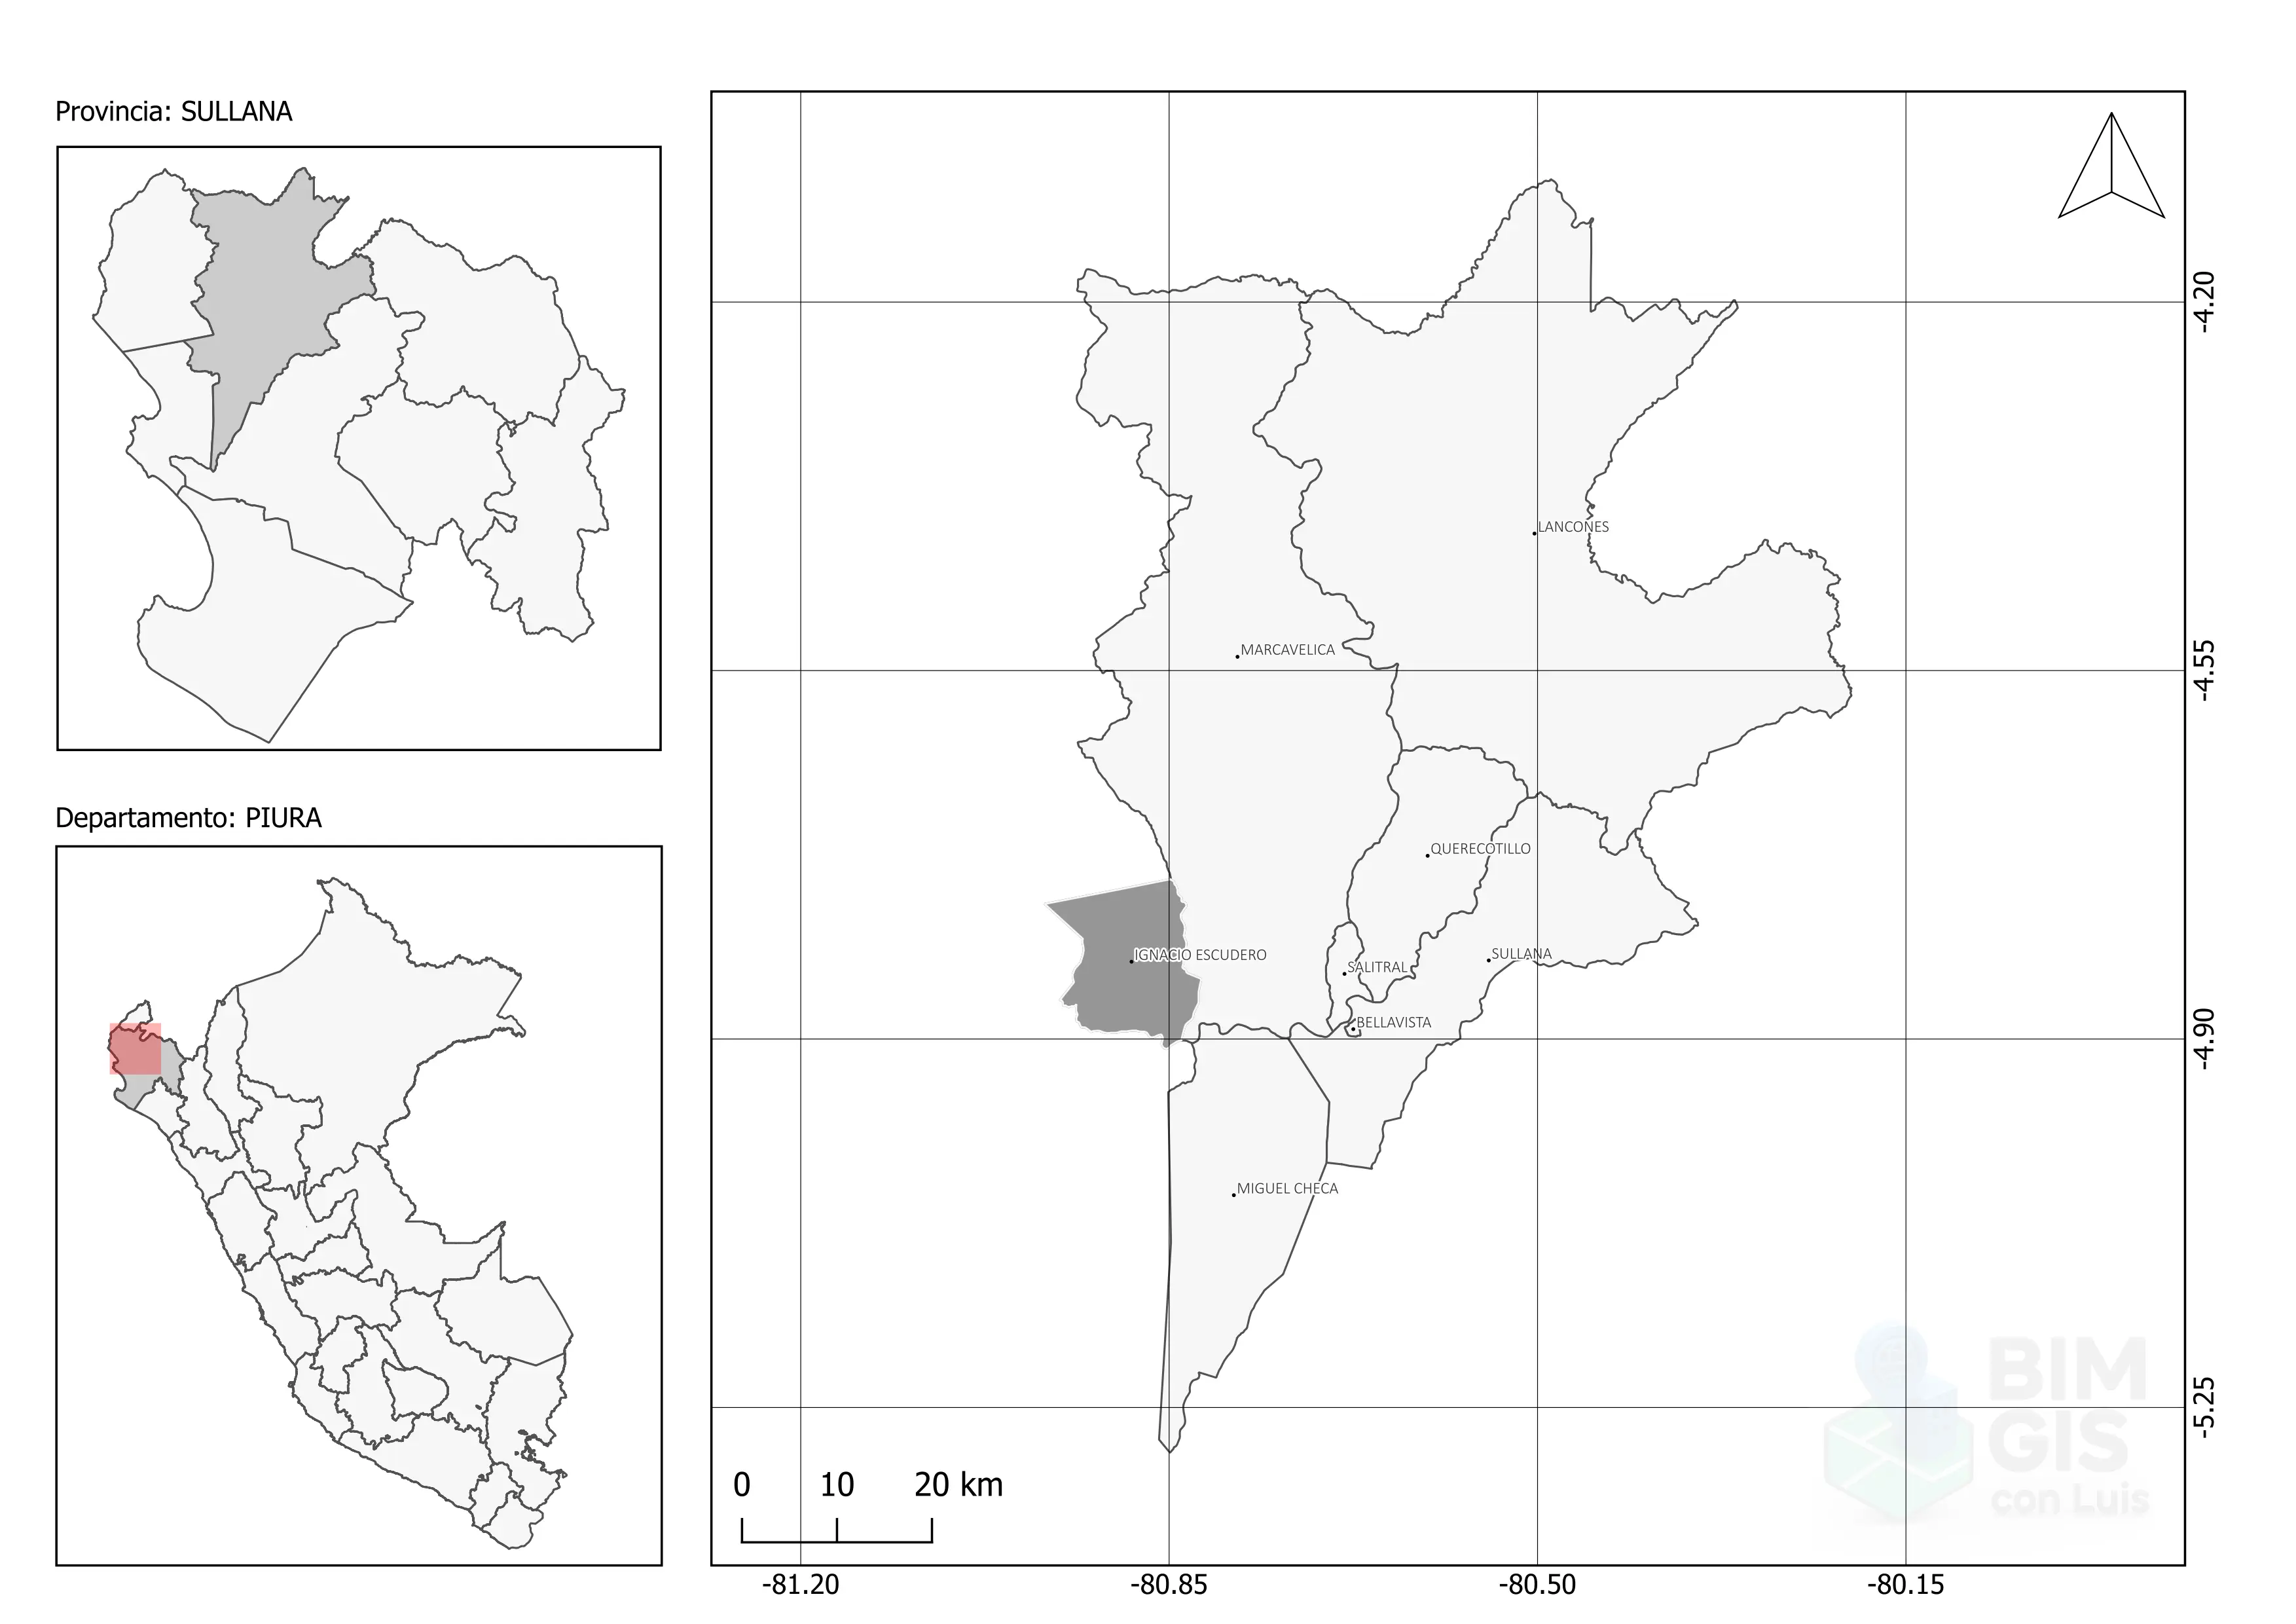 Provincia: SULLANA
Departamento: PIURA
LANCONES
MARCAVELICA
QUERECOTILLO
IGNACIO ESCUDERO
SALITRAL
SULLANA
BELLAVISTA
MIGUEL CHECA
-4.20
-4.55
-4.90
-5.25
0 10 20 km
BIM
GIS
con Luis
-81.20 -80.85 -80.50 -80.15